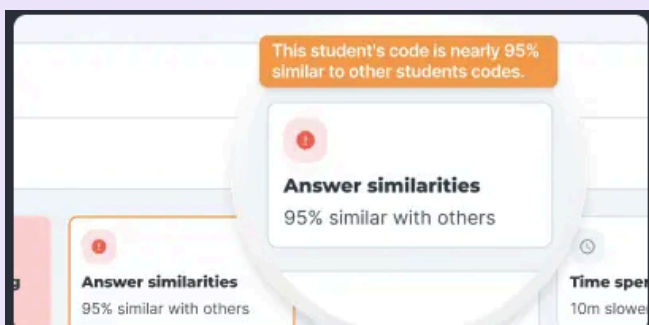 This student's code is nearly 95%
similar to other students codes.
Answer similarities
95% similar with others
g
Answer similarities
95% similar with others
Time spe
10m slowe